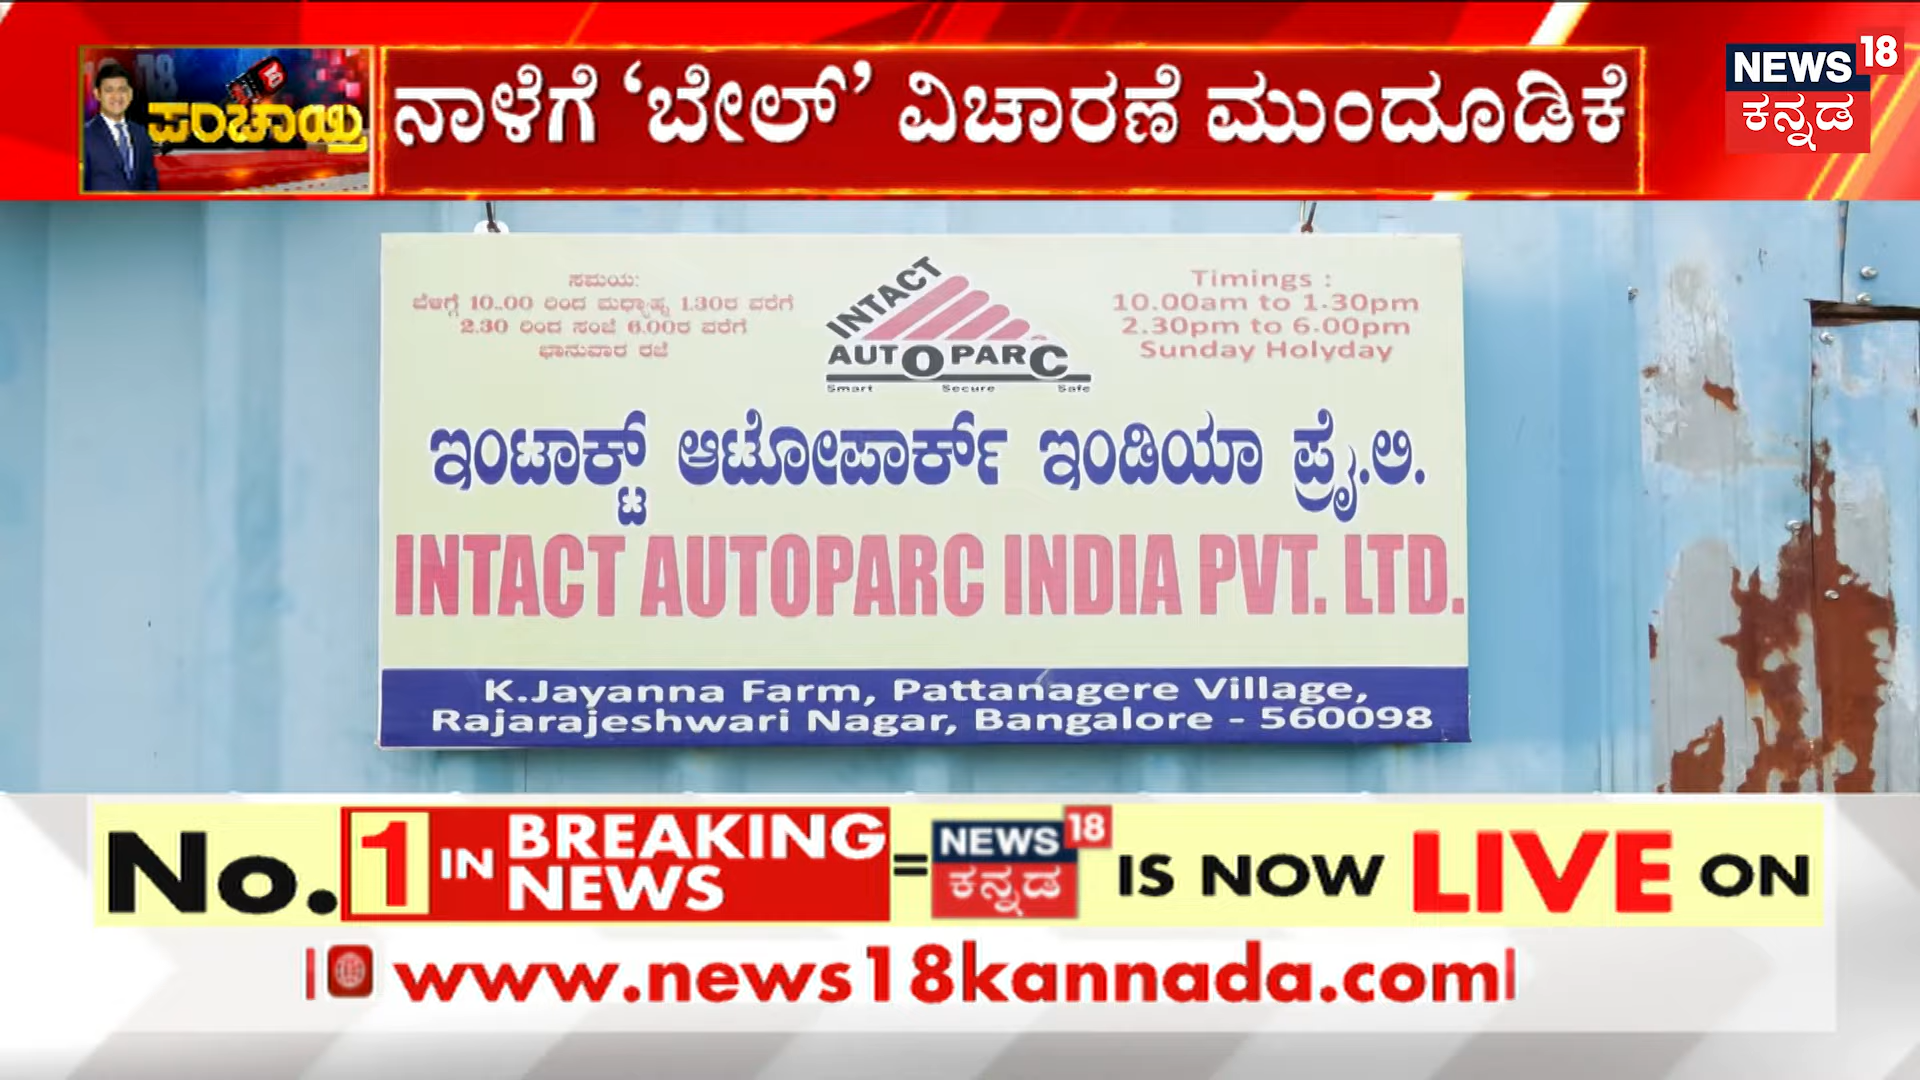 ಪಂಚಾಯ್ತಿ
ನಾಳೆಗೆ ‘ಬೇಲ್’ ವಿಚಾರಣೆ ಮುಂದೂಡಿಕೆ
NEWS 18
ಕನ್ನಡ
ಸಮಯ:
ಬೆಳಿಗ್ಗೆ 10..00 ರಿಂದ ಮಧ್ಯಾಹ್ನ 1.30ರ ವರೆಗೆ
2.30 ರಿಂದ ಸಂಜೆ 6.00ರ ವರೆಗೆ
ಭಾನುವಾರ ರಜೆ
INTACT
AUTOPARC
Smart Secure Safe
Timings :
10.00am to 1.30pm
2.30pm to 6.00pm
Sunday Holyday
ಇಂಟಾಕ್ಟ್ ಆಟೋಪಾರ್ಕ್ ಇಂಡಿಯಾ ಪ್ರೈ.ಲಿ.
INTACT AUTOPARC INDIA PVT. LTD.
K.Jayanna Farm, Pattanagere Village,
Rajarajeshwari Nagar, Bangalore - 560098
No. 1 IN BREAKING NEWS = NEWS 18 ಕನ್ನಡ IS NOW LIVE ON
www.news18kannada.com